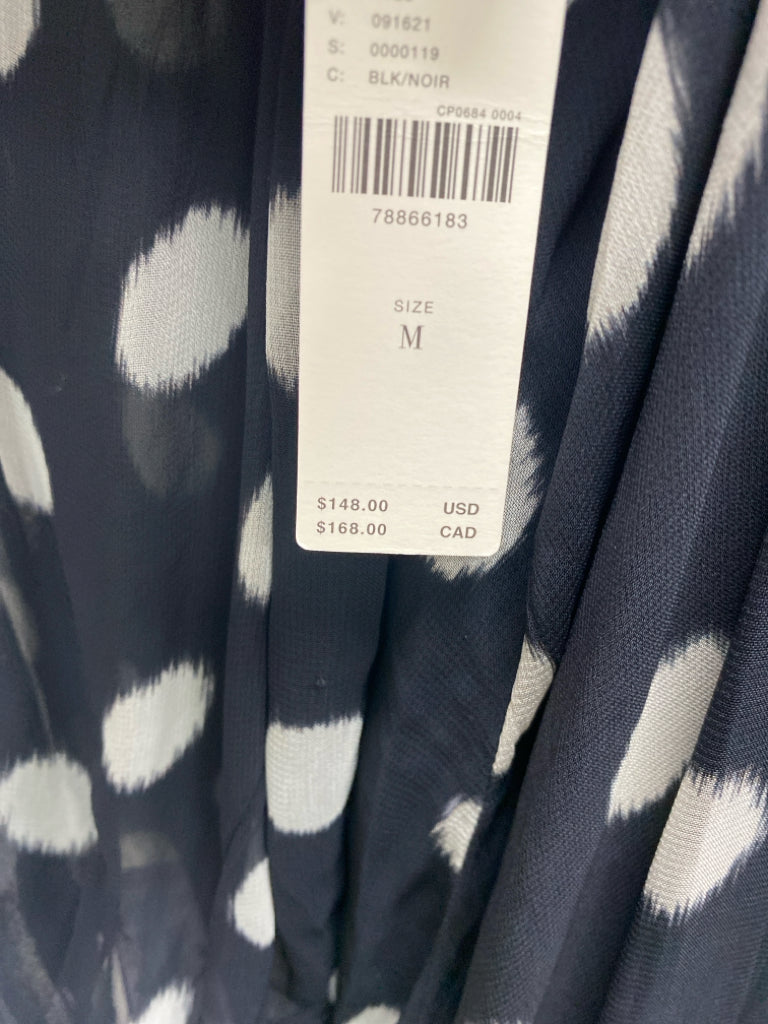 V: 091621
S: 0000119
C: BLK/NOIR
CP0684 0004
78866183
SIZE
M
$148.00 USD
$168.00 CAD